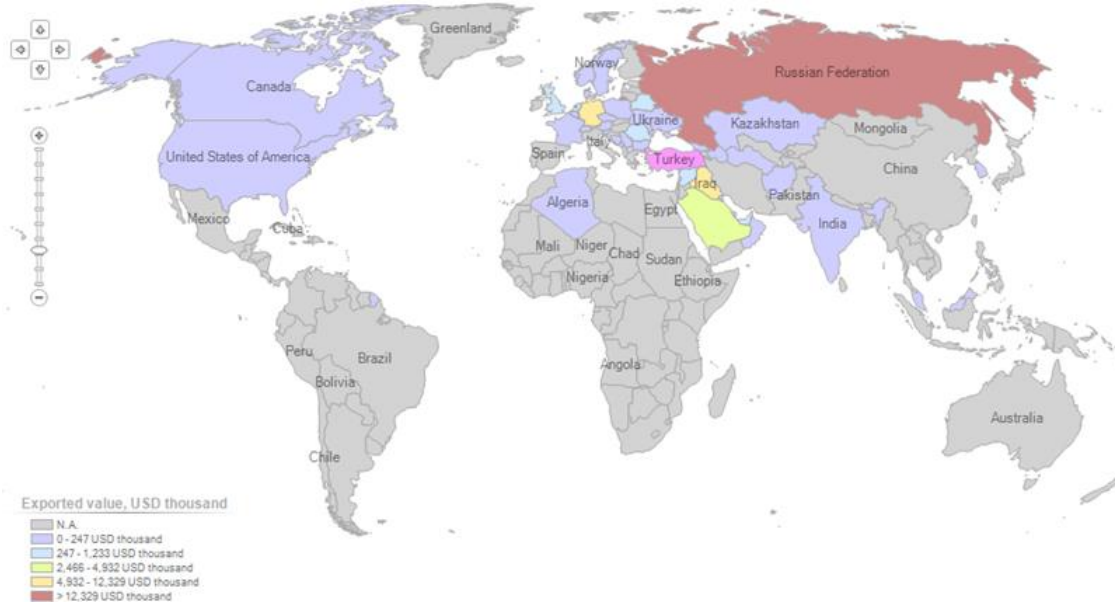 Greenland
Norway
Russian Federation
Canada
Ukraine
Kazakhstan
Mongolia
United States of America
Spain
Italy
Turkey
China
Iraq
Pakistan
Mexico
Cuba
Algeria
Egypt
India
Mali
Niger
Chad
Sudan
Nigeria
Ethiopia
Peru
Brazil
Angola
Bolivia
Australia
Chile
Exported value, USD thousand
N.A.
0 - 247 USD thousand
247 - 1,233 USD thousand
2,466 - 4,932 USD thousand
4,932 - 12,329 USD thousand
> 12,329 USD thousand